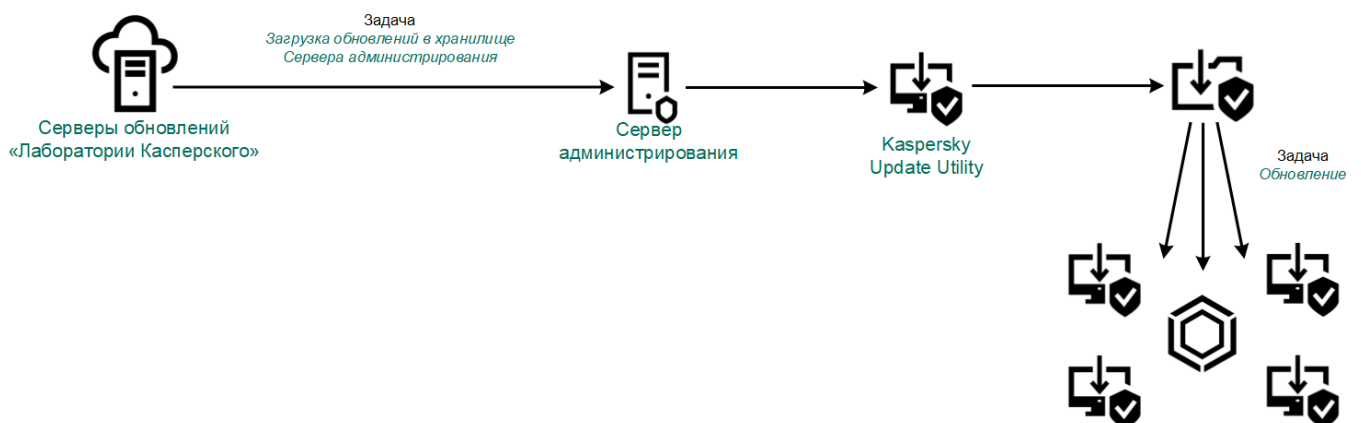 Задача
Загрузка обновлений в хранилище
Сервера администрирования
Серверы обновлений
«Лаборатории Касперского»
Сервер
администрирования
Kaspersky
Update Utility
Задача
Обновление